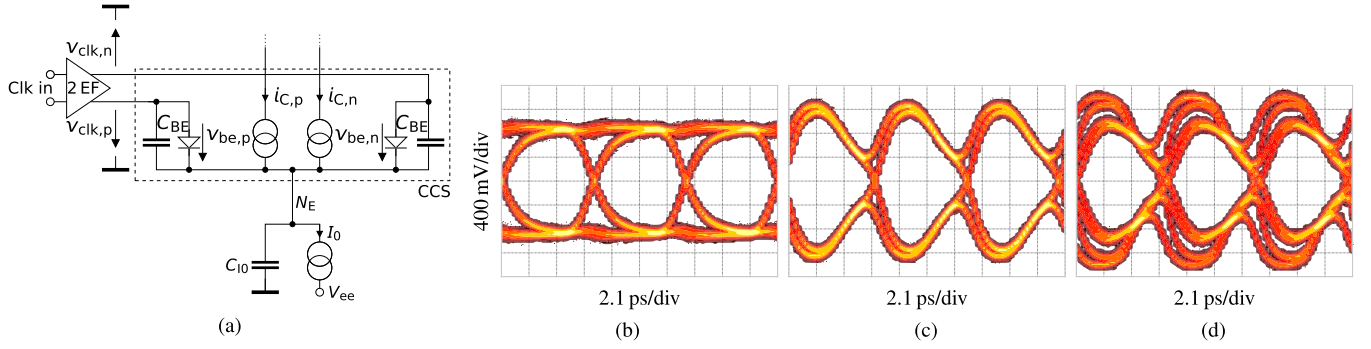 v_clk,n
Clk in
2 EF
v_clk,p
C_BE
v_be,p
i_C,p
i_C,n
v_be,n
C_BE
CCS
N_E
C_I0
I_0
V_ee
(a)
400 mV/div
2.1 ps/div
(b)
2.1 ps/div
(c)
2.1 ps/div
(d)